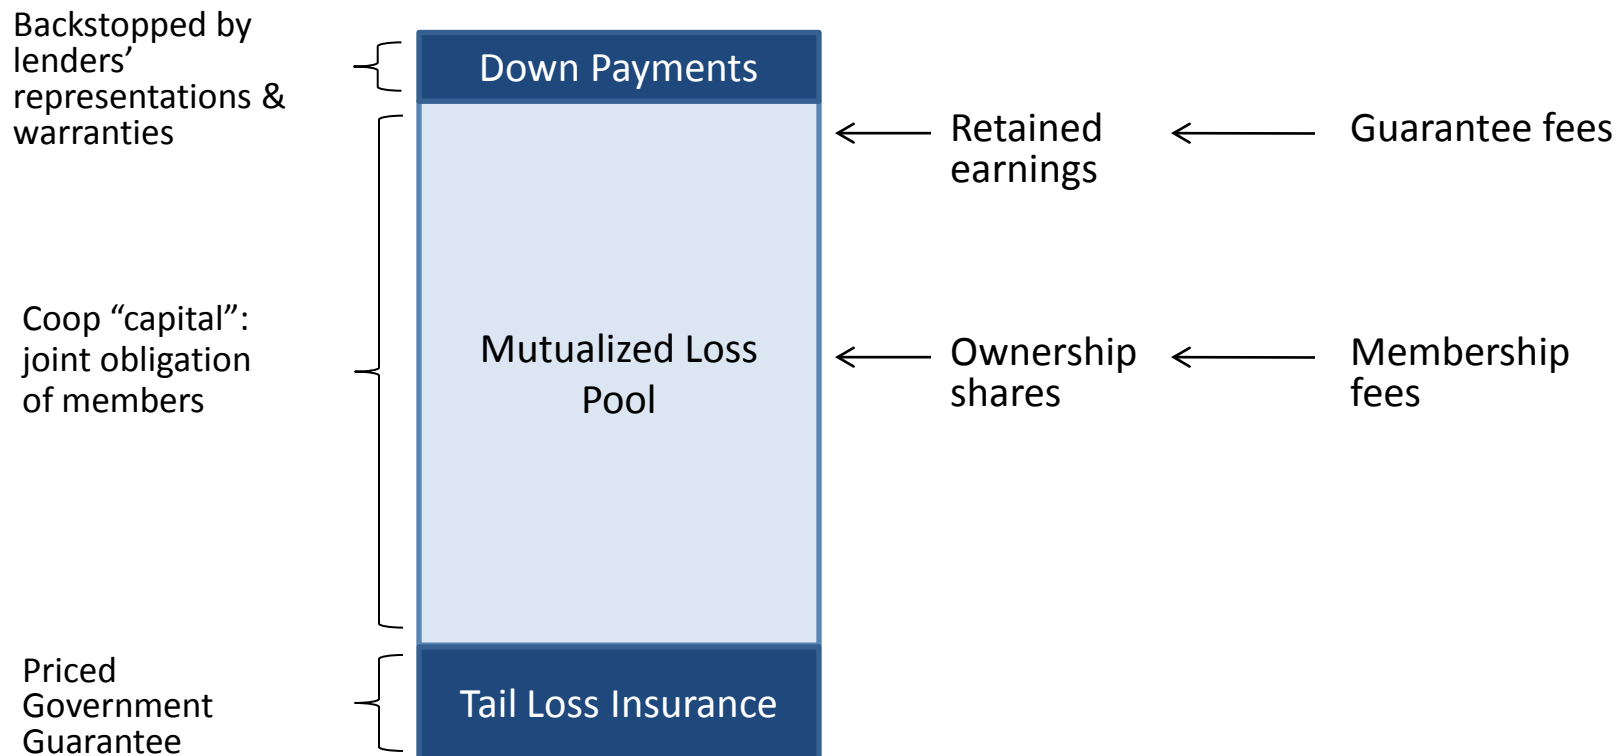 Backstopped by
lenders’
representations &
warranties
Down Payments
Retained
earnings
Guarantee fees
Coop “capital”:
joint obligation
of members
Mutualized Loss
Pool
Ownership
shares
Membership
fees
Priced
Government
Guarantee
Tail Loss Insurance